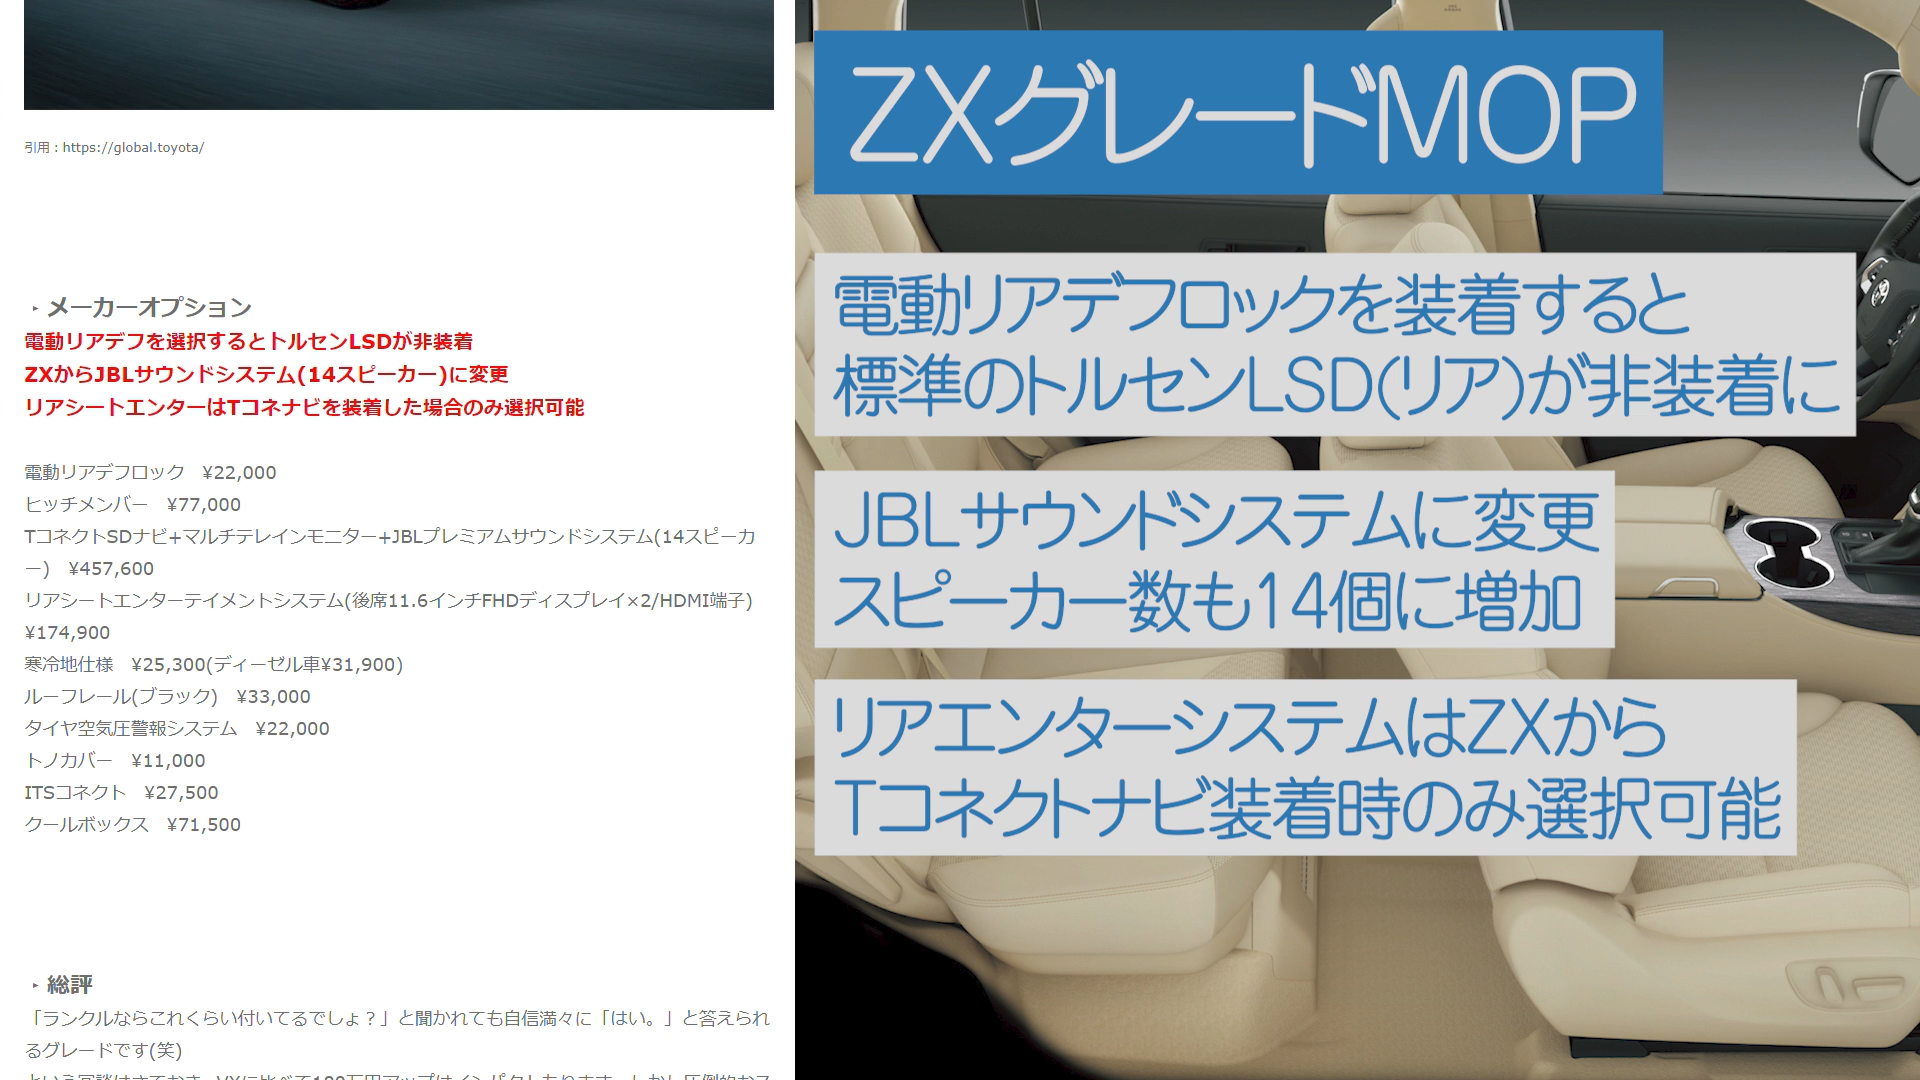 引用：https://global.toyota/
‣ メーカーオプション
電動リアデフを選択するとトルセンLSDが非装着
ZXからJBLサウンドシステム(14スピーカー)に変更
リアシートエンターはTコネナビを装着した場合のみ選択可能
電動リアデフロック　¥22,000
ヒッチメンバー　¥77,000
TコネクトSDナビ+マルチテレインモニター+JBLプレミアムサウンドシステム(14スピーカ
ー)　¥457,600
リアシートエンターテイメントシステム(後席11.6インチFHDディスプレイ×2/HDMI端子)
¥174,900
寒冷地仕様　¥25,300(ディーゼル車¥31,900)
ルーフレール(ブラック)　¥33,000
タイヤ空気圧警報システム　¥22,000
トノカバー　¥11,000
ITSコネクト　¥27,500
クールボックス　¥71,500
‣ 総評
「ランクルならこれくらい付いてるでしょ？」と聞かれても自信満々に「はい。」と答えられ
るグレードです(笑)
ZXグレードMOP
電動リアデフロックを装着すると
標準のトルセンLSD(リア)が非装着に
JBLサウンドシステムに変更
スピーカー数も14個に増加
リアエンターシステムはZXから
Tコネクトナビ装着時のみ選択可能